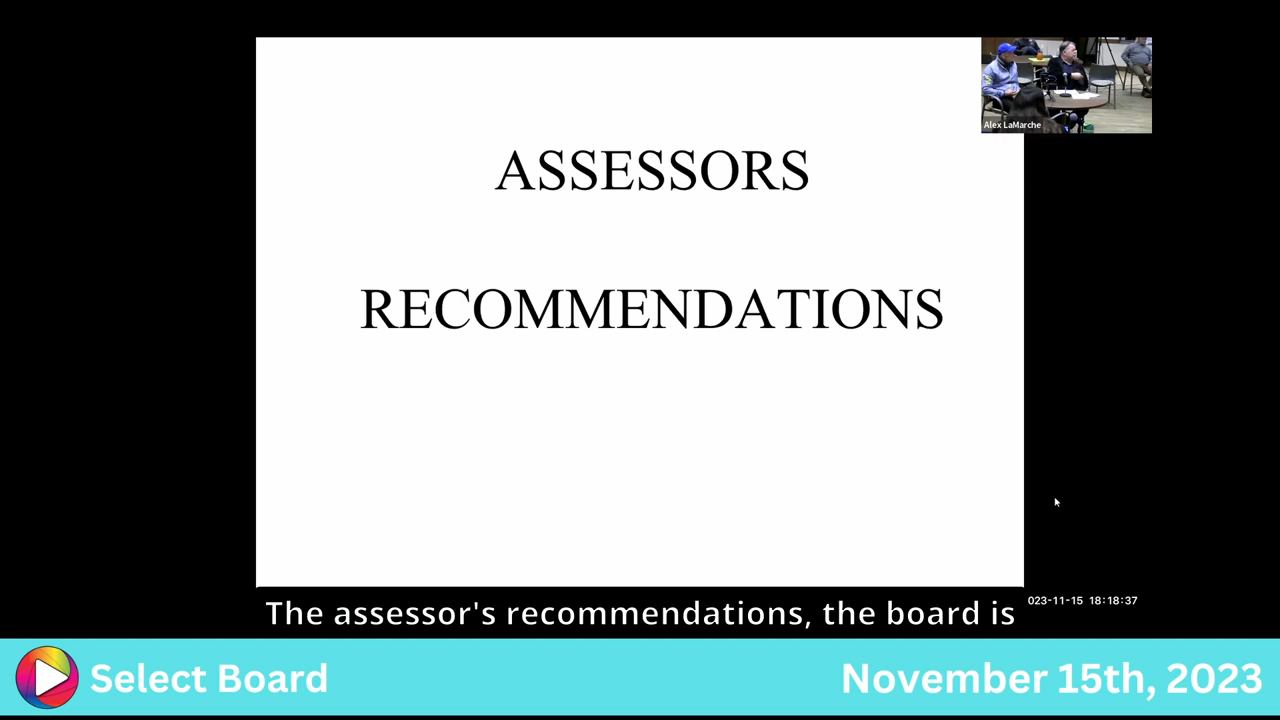 Alex LaMarche
ASSESSORS
RECOMMENDATIONS
The assessor's recommendations, the board is
023-11-15 18:18:37
Select Board
November 15th, 2023